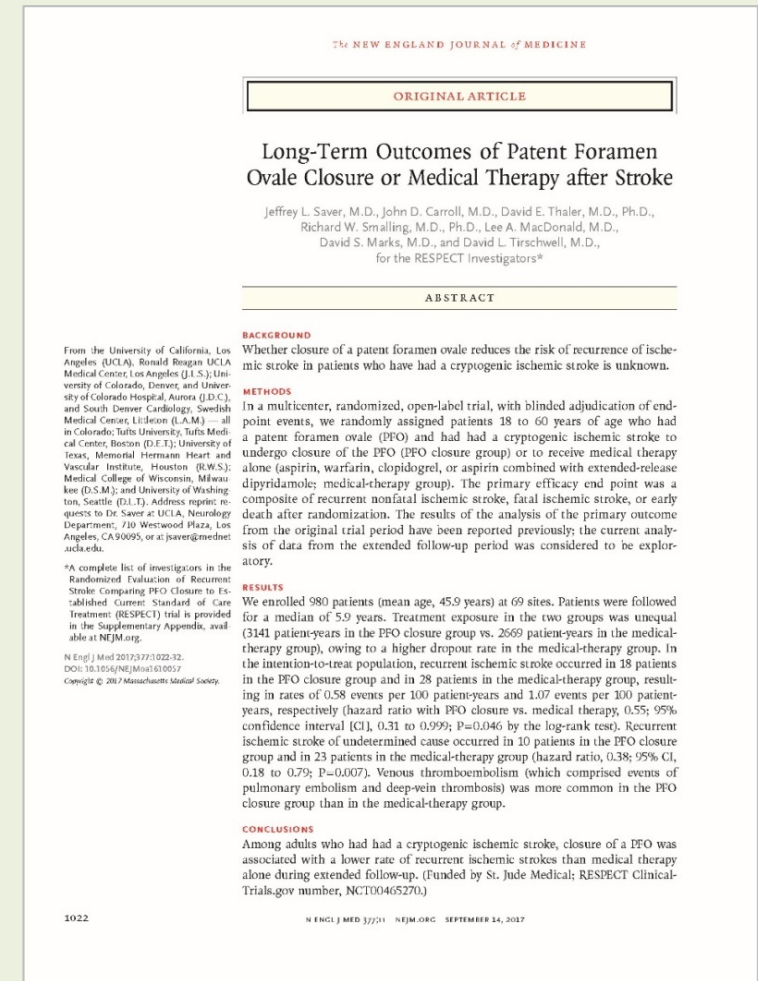 The NEW ENGLAND JOURNAL of MEDICINE
ORIGINAL ARTICLE
Long-Term Outcomes of Patent Foramen
Ovale Closure or Medical Therapy after Stroke
Jeffrey L. Saver, M.D., John D. Carroll, M.D., David E. Thaler, M.D., Ph.D.,
Richard W. Smalling, M.D., Ph.D., Lee A. MacDonald, M.D.,
David S. Marks, M.D., and David L. Tirschwell, M.D.,
for the RESPECT Investigators*
ABSTRACT
From the University of California, Los
Angeles (UCLA), Ronald Reagan UCLA
Medical Center, Los Angeles (J.L.S.); Uni-
versity of Colorado, Denver, and Univer-
sity of Colorado Hospital, Aurora (J.D.C.),
and South Denver Cardiology, Swedish
Medical Center, Littleton (L.A.M.) — all
in Colorado; Tufts University, Tufts Medi-
cal Center, Boston (D.E.T.); University of
Texas, Memorial Hermann Heart and
Vascular Institute, Houston (R.W.S.);
Medical College of Wisconsin, Milwau-
kee (D.S.M.); and University of Washing-
ton, Seattle (D.L.T.). Address reprint re-
quests to Dr. Saver at UCLA, Neurology
Department, 710 Westwood Plaza, Los
Angeles, CA 90095, or at jsaver@mednet
.ucla.edu.
*A complete list of investigators in the
Randomized Evaluation of Recurrent
Stroke Comparing PFO Closure to Es-
tablished Current Standard of Care
Treatment (RESPECT) trial is provided
in the Supplementary Appendix, avail-
able at NEJM.org.
N Engl J Med 2017;377:1022-32.
DOI: 10.1056/NEJMoa1610057
Copyright © 2017 Massachusetts Medical Society.
BACKGROUND
Whether closure of a patent foramen ovale reduces the risk of recurrence of ische-
mic stroke in patients who have had a cryptogenic ischemic stroke is unknown.
METHODS
In a multicenter, randomized, open-label trial, with blinded adjudication of end-
point events, we randomly assigned patients 18 to 60 years of age who had
a patent foramen ovale (PFO) and had had a cryptogenic ischemic stroke to
undergo closure of the PFO (PFO closure group) or to receive medical therapy
alone (aspirin, warfarin, clopidogrel, or aspirin combined with extended-release
dipyridamole; medical-therapy group). The primary efficacy end point was a
composite of recurrent nonfatal ischemic stroke, fatal ischemic stroke, or early
death after randomization. The results of the analysis of the primary outcome
from the original trial period have been reported previously; the current analy-
sis of data from the extended follow-up period was considered to be explor-
atory.
RESULTS
We enrolled 980 patients (mean age, 45.9 years) at 69 sites. Patients were followed
for a median of 5.9 years. Treatment exposure in the two groups was unequal
(3141 patient-years in the PFO closure group vs. 2669 patient-years in the medical-
therapy group), owing to a higher dropout rate in the medical-therapy group. In
the intention-to-treat population, recurrent ischemic stroke occurred in 18 patients
in the PFO closure group and in 28 patients in the medical-therapy group, result-
ing in rates of 0.58 events per 100 patient-years and 1.07 events per 100 patient-
years, respectively (hazard ratio with PFO closure vs. medical therapy, 0.55; 95%
confidence interval [CI], 0.31 to 0.999; P=0.046 by the log-rank test). Recurrent
ischemic stroke of undetermined cause occurred in 10 patients in the PFO closure
group and in 23 patients in the medical-therapy group (hazard ratio, 0.38; 95% CI,
0.18 to 0.79; P=0.007). Venous thromboembolism (which comprised events of
pulmonary embolism and deep-vein thrombosis) was more common in the PFO
closure group than in the medical-therapy group.
CONCLUSIONS
Among adults who had had a cryptogenic ischemic stroke, closure of a PFO was
associated with a lower rate of recurrent ischemic strokes than medical therapy
alone during extended follow-up. (Funded by St. Jude Medical; RESPECT Clinical-
Trials.gov number, NCT00465270.)
1022
N ENGL J MED 377;11 NEJM.ORG SEPTEMBER 14, 2017